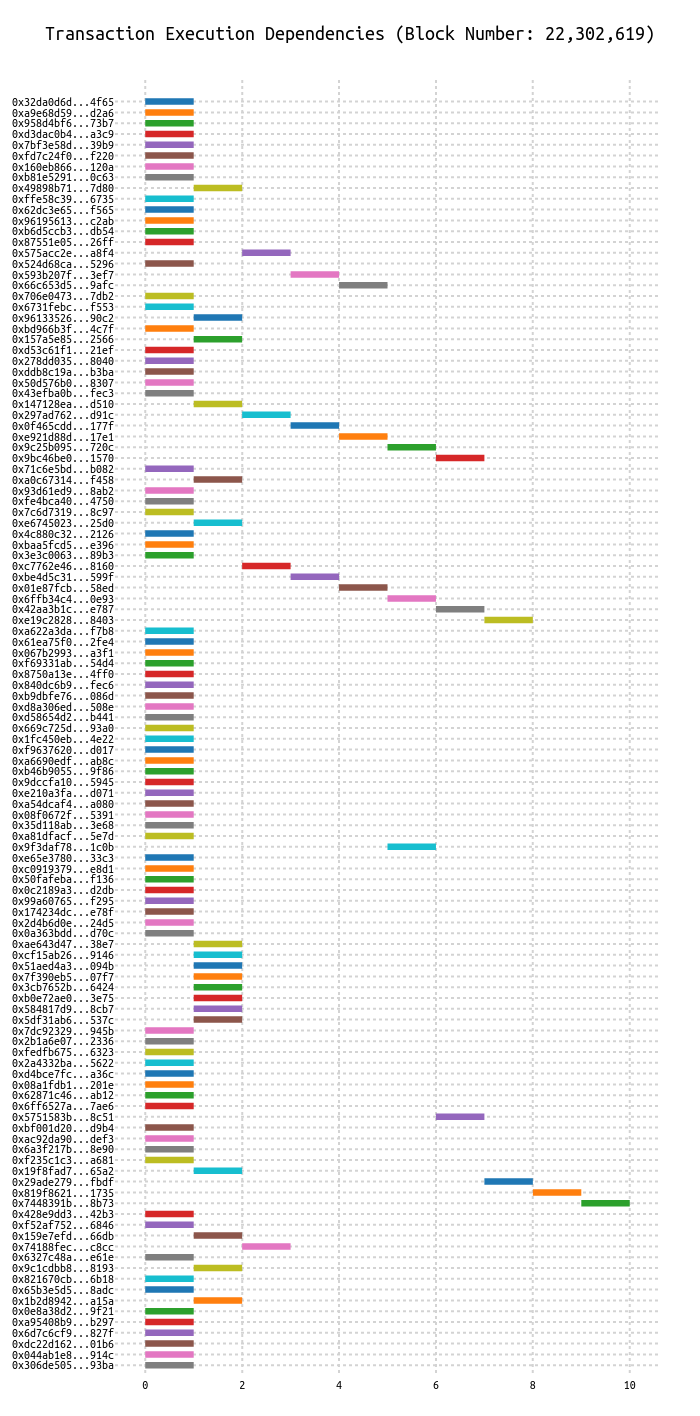 Transaction Execution Dependencies (Block Number: 22,302,619)
0x32da0d6d...4f65
0xa9e68d59...d2a6
0x958d4bf6...73b7
0xd3dac0b4...a3c9
0x7bf3e58d...39b9
0xfd7c24f0...f220
0x160eb866...120a
0xb81e5291...0c63
0x49898b71...7d80
0xffe58c39...6735
0x62dc3e65...f565
0x96195613...c2ab
0xb6d5ccb3...db54
0x87551e05...26ff
0x575acc2e...a8f4
0x524d68ca...5296
0x593b207f...3ef7
0x66c653d5...9afc
0x706e0473...7db2
0x6731febc...f553
0x96133526...90c2
0xbd966b3f...4c7f
0x157a5e85...2566
0xd53c61f1...21ef
0x278dd035...8040
0xddb8c19a...b3ba
0x50d576b0...8307
0x43efba0b...fec3
0x147128ea...d510
0x297ad762...d91c
0x0f465cdd...177f
0xe921d88d...17e1
0x9c25b095...720c
0x9bc46be0...1570
0x71c6e5bd...b082
0xa0c67314...f458
0x93d61ed9...8ab2
0xfe4bca40...4750
0x7c6d7319...8c97
0xe6745023...25d0
0x4c880c32...2126
0xbaa5fcd5...e396
0x3e3c0063...89b3
0xc7762e46...8160
0xbe4d5c31...599f
0x01e87fcb...58ed
0x6ffb34c4...0e93
0x42aa3b1c...e787
0xe19c2828...8403
0xa622a3da...f7b8
0x61ea75f0...2fe4
0x067b2993...a3f1
0xf69331ab...54d4
0x8750a13e...4ff0
0x840dc6b9...fec6
0xb9dbfe76...086d
0xd8a306ed...508e
0xd58654d2...b441
0x669c725d...93a0
0x1fc450eb...4e22
0xf9637620...d017
0xa6690edf...ab8c
0xb46b9055...9f86
0x9dccfa10...5945
0xe210a3fa...d071
0xa54dcaf4...a080
0x08f0672f...5391
0x35d118ab...3e68
0xa81dfacf...5e7d
0x9f3daf78...1c0b
0xe65e3780...33c3
0xc0919379...e8d1
0x50fafeba...f136
0x0c2189a3...d2db
0x99a60765...f295
0x174234dc...e78f
0x2d4b6d0e...24d5
0x0a363bdd...d70c
0xae643d47...38e7
0xcf15ab26...9146
0x51aed4a3...094b
0x7f390eb5...07f7
0x3cb7652b...6424
0xb0e72ae0...3e75
0x584817d9...8cb7
0x5df31ab6...537c
0x7dc92329...945b
0x2b1a6e07...2336
0xfedfb675...6323
0x2a4332ba...5622
0xd4bce7fc...a36c
0x08a1fdb1...201e
0x62871c46...ab12
0x6ff6527a...7ae6
0x5751583b...8c51
0xbf001d20...d9b4
0xac92da90...def3
0x6a3f217b...8e90
0xf235c1c3...a681
0x19f8fad7...65a2
0x29ade279...fbdf
0x819f8621...1735
0x7448391b...8b73
0x428e9dd3...42b3
0xf52af752...6846
0x159e7efd...66db
0x74188fec...c8cc
0x6327c48a...e61e
0x9c1cdbb8...8193
0x821670cb...6b18
0x65b3e5d5...8adc
0x1b2d8942...a15a
0x0e8a38d2...9f21
0xa95408b9...b297
0x6d7c6cf9...827f
0xdc22d162...01b6
0x044ab1e8...914c
0x306de505...93ba
0 2 4 6 8 10